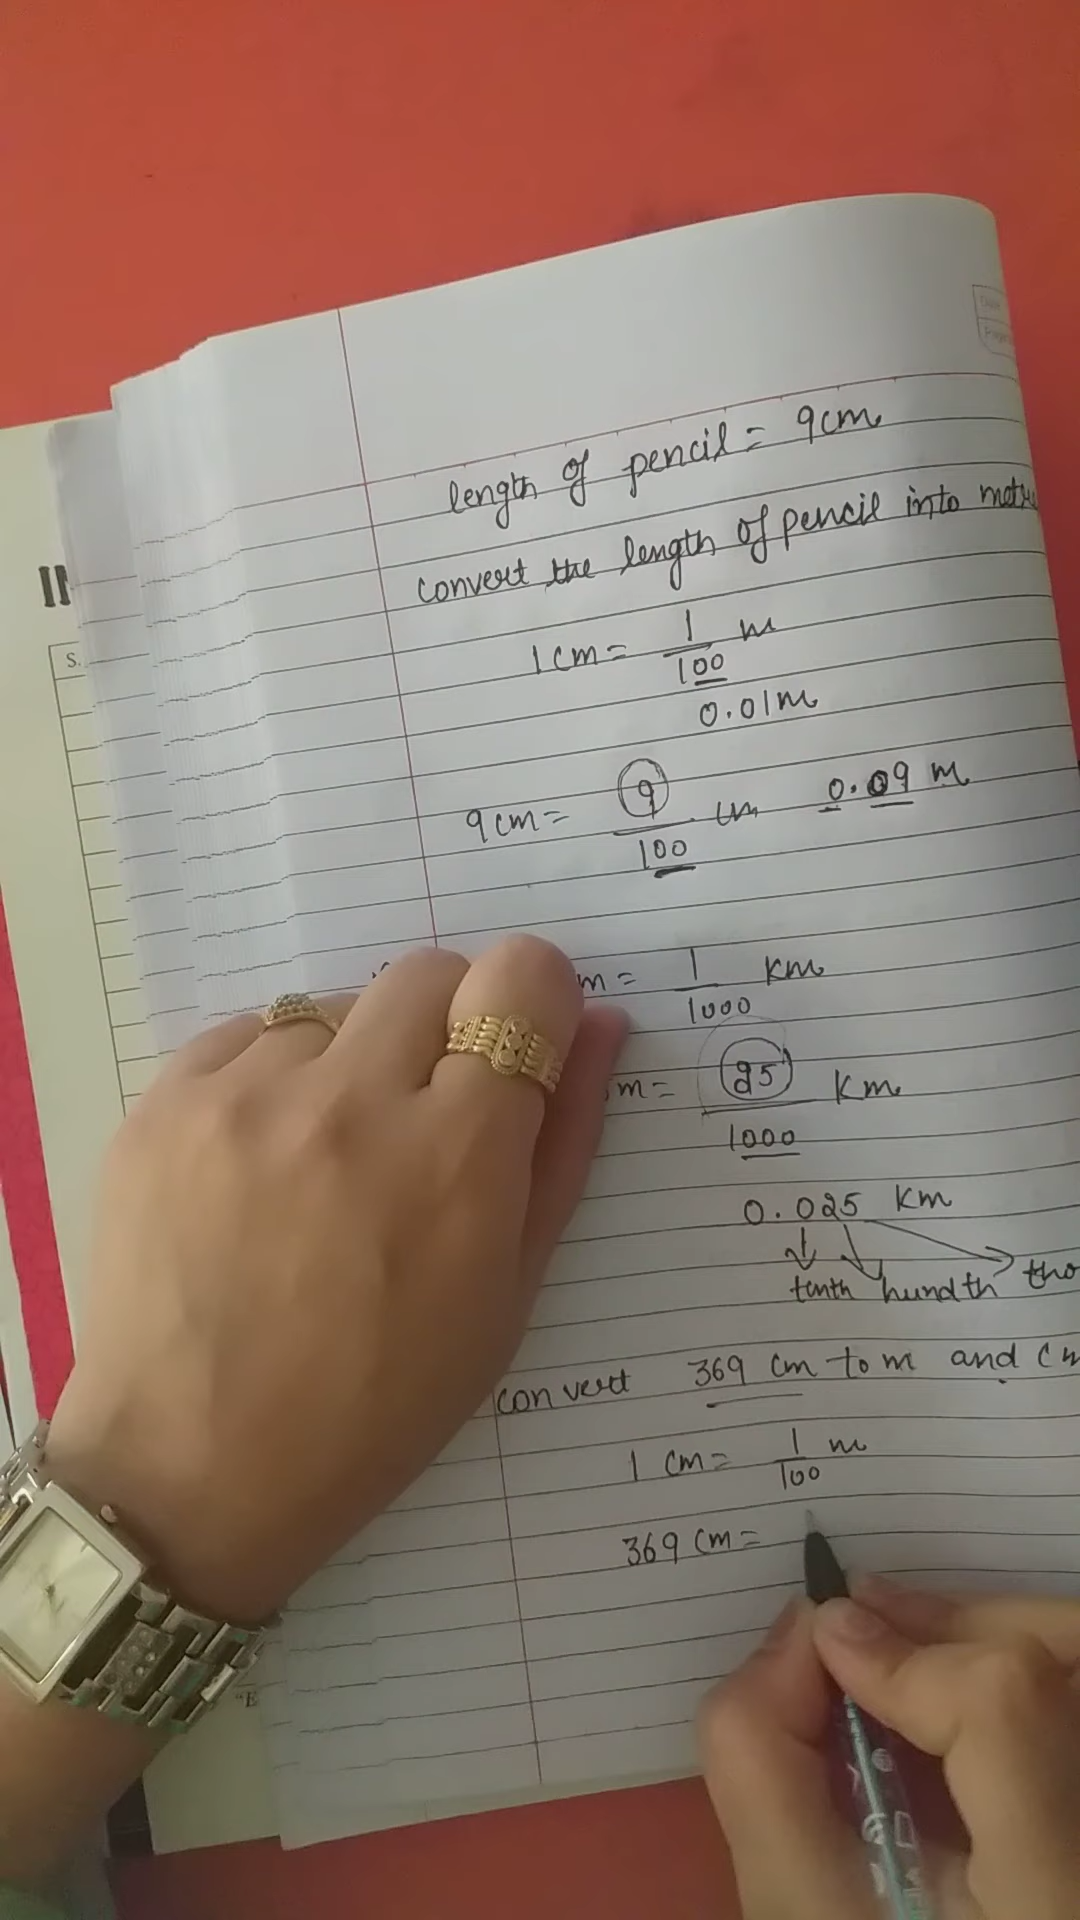 Date
Page
length of pencil = 9cm
convert the length of pencil into
1 cm = 1/100 m
0.01m
9cm = 9/100 cm 0.09 m
m = 1/1000 km
m = 25/1000 km
0.025 km
tenth hundth
convert 369 cm to m and
1 cm = 1/100 m
369 cm =
S.
"E